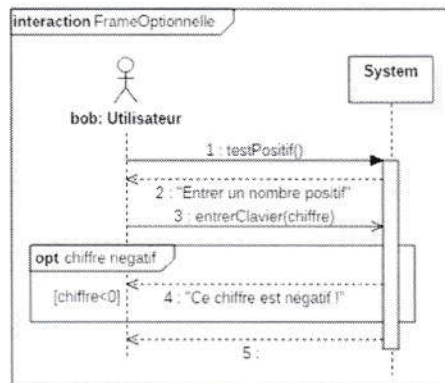 interaction FrameOptionnelle
System
bob: Utilisateur
1 : testPositif()
2 : "Entrer un nombre positif"
3 : entrerClavier(chiffre)
opt chiffre negatif
[chiffre<0]
4 : "Ce chiffre est négatif !"
5 :